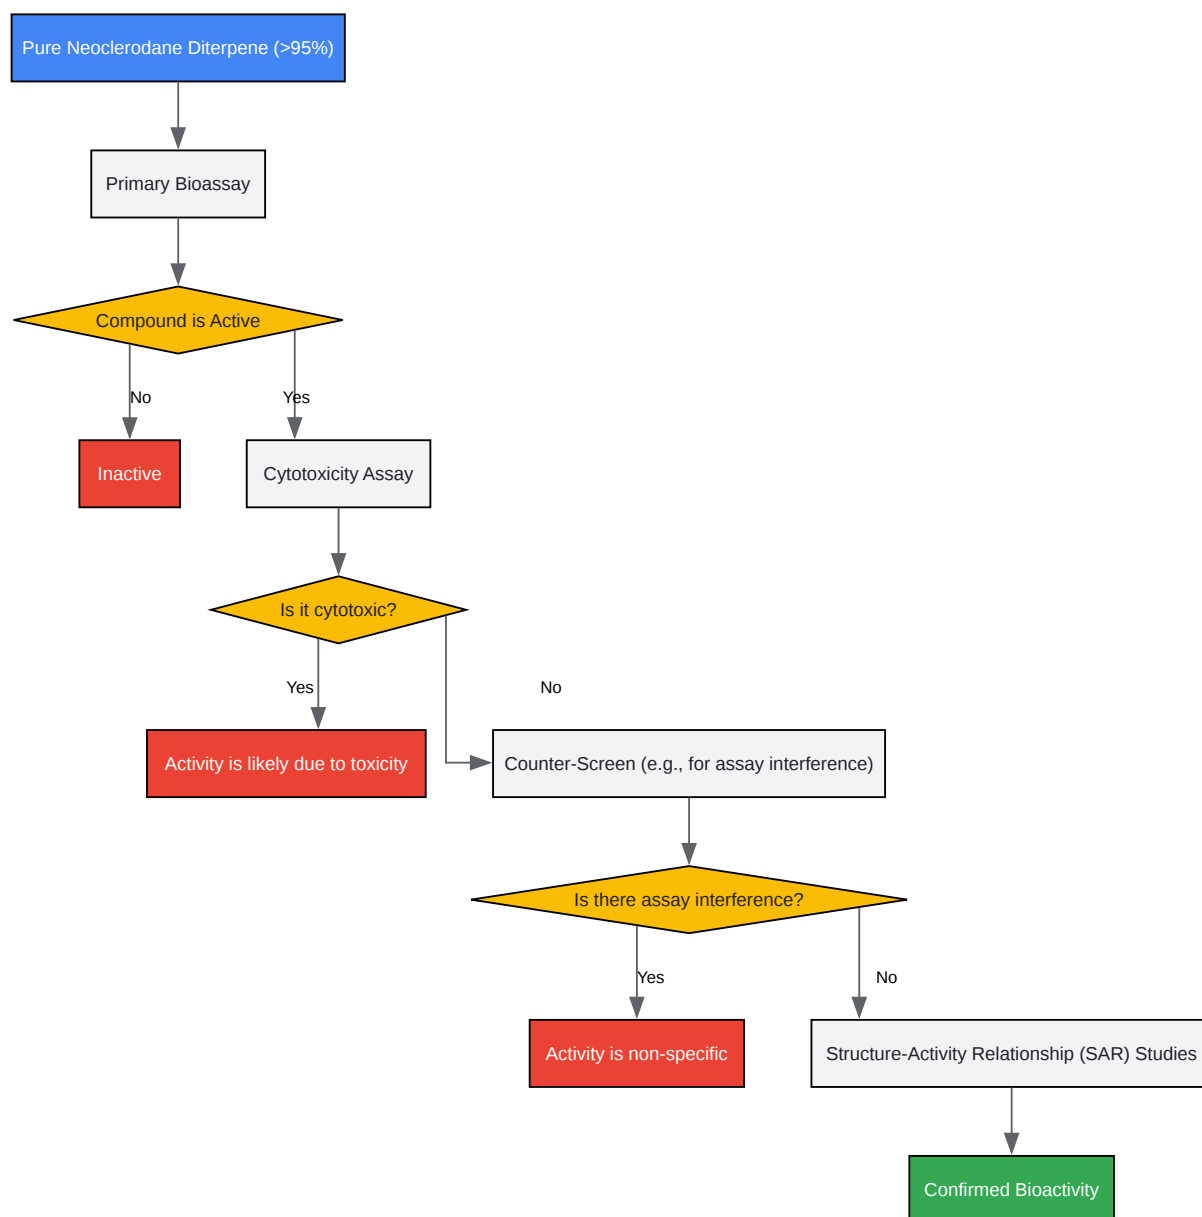 Pure Neoclerodane Diterpene (>95%)
Primary Bioassay
Compound is Active
No
Yes
Inactive
Cytotoxicity Assay
Is it cytotoxic?
Yes
No
Activity is likely due to toxicity
Counter-Screen (e.g., for assay interference)
Is there assay interference?
Yes
No
Activity is non-specific
Structure-Activity Relationship (SAR) Studies
Confirmed Bioactivity